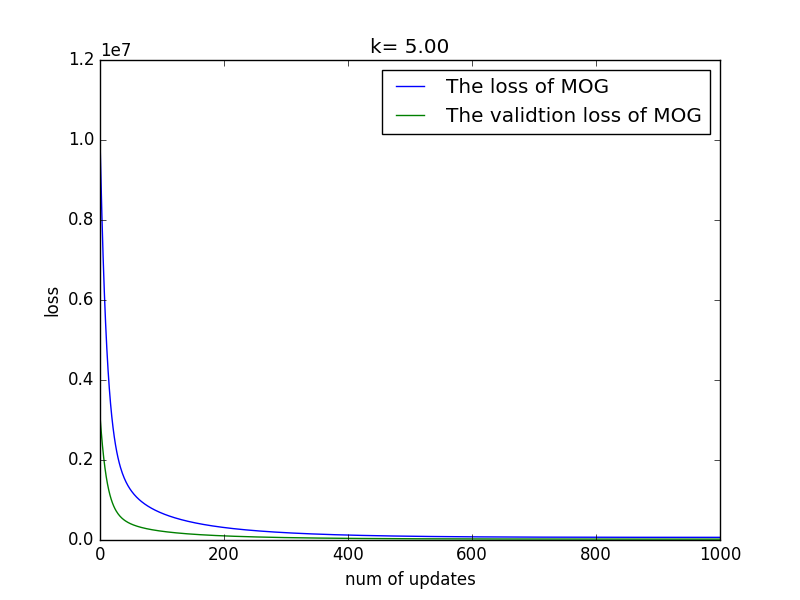 k= 5.00
1e7
The loss of MOG
The validtion loss of MOG
1.2
1.0
0.8
0.6
0.4
0.2
0.0
loss
0 200 400 600 800 1000
num of updates